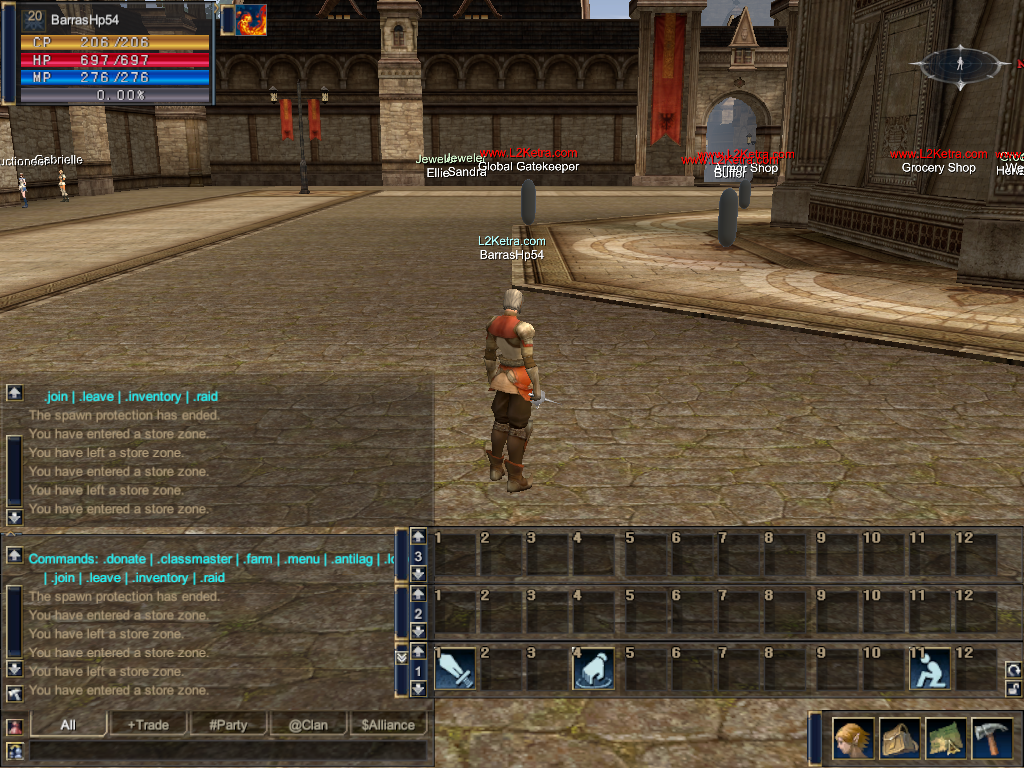 20 BarrasHp54
CP 206/206
HP 697/697
MP 276/276
0.00%
uctioneer Gabrielle
Jeweler Jeweler www.L2Ketra.com
Ellie Sandra Global Gatekeeper
www.L2Ketra.com
Armor Shop
Buffer
www.L2Ketra.com
Grocery Shop
L2Ketra.com
BarrasHp54
.join | .leave | .inventory | .raid
The spawn protection has ended.
You have entered a store zone.
You have left a store zone.
You have entered a store zone.
You have left a store zone.
You have entered a store zone.
Commands: .donate | .classmaster | .farm | .menu | .antilag | .lo
| .join | .leave | .inventory | .raid
The spawn protection has ended.
You have entered a store zone.
You have left a store zone.
You have entered a store zone.
You have left a store zone.
You have entered a store zone.
All +Trade #Party @Clan $Alliance
3 1 2 3 4 5 6 7 8 9 10 11 12
2 1 2 3 4 5 6 7 8 9 10 11 12
1 1 2 3 4 5 6 7 8 9 10 11 12